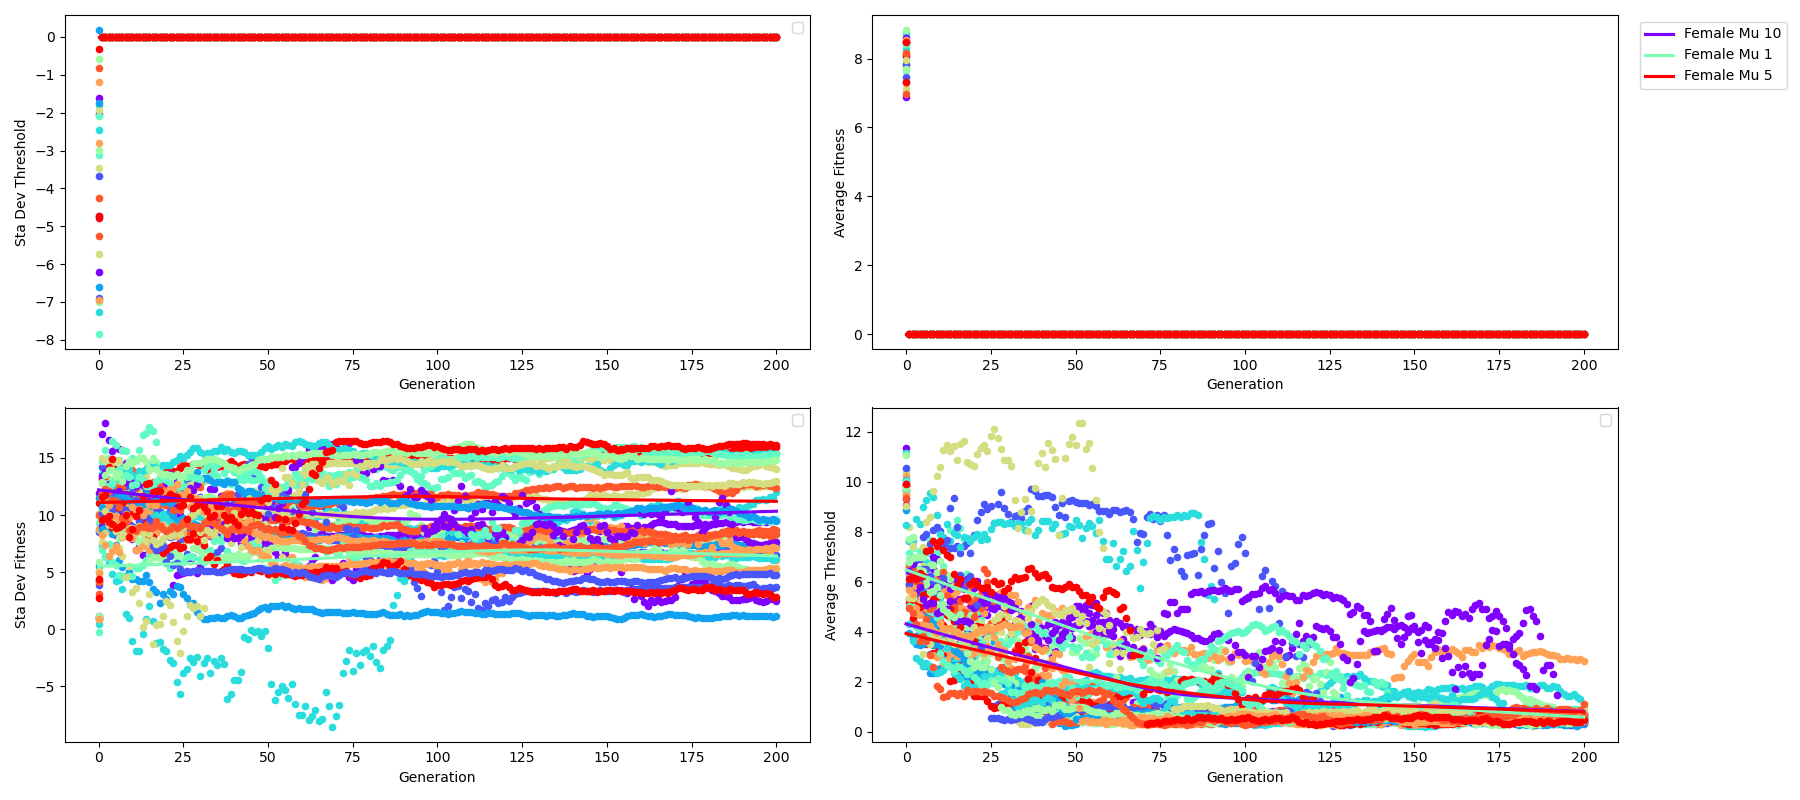 0
−1
−2
−3
−4
−5
−6
−7
−8
Sta Dev Threshold
0 25 50 75 100 125 150 175 200
Generation
8
6
4
2
0
Average Fitness
0 25 50 75 100 125 150 175 200
Generation
Female Mu 10
Female Mu 1
Female Mu 5
15
10
5
0
−5
Sta Dev Fitness
0 25 50 75 100 125 150 175 200
Generation
12
10
8
6
4
2
0
Average Threshold
0 25 50 75 100 125 150 175 200
Generation